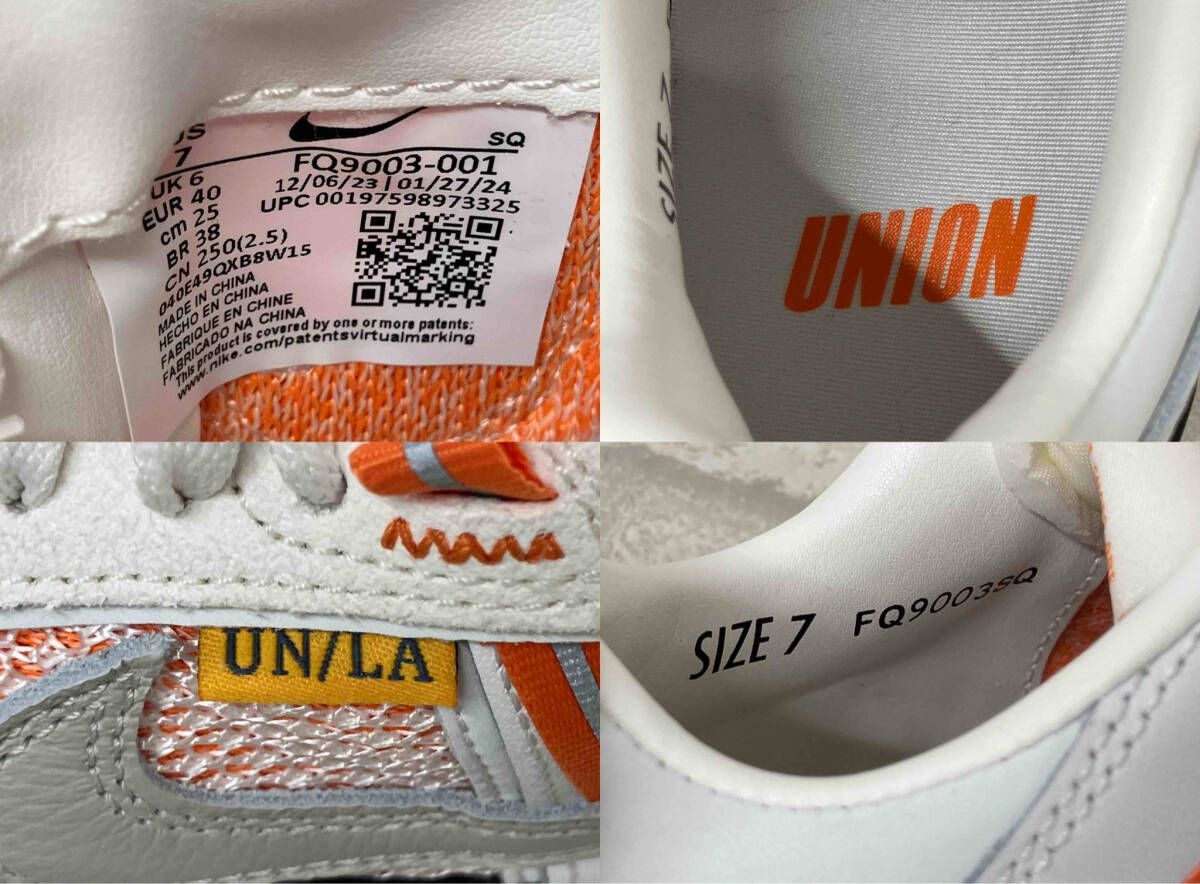 US
7
SQ
FQ9003-001
12/06/23 | 01/27/24
UPC 00197598973325
UK 6
EUR 40
cm 25
BR 38
CN 250(2.5)
040E49QXB8W15
MADE IN CHINA
HECHO EN CHINA
FABRIQUE EN CHINE
FABRICADO NA CHINA
This product is covered by one or more patents:
www.nike.com/patentsvirtualmarking
SIZE 7
UNION
UN/LA
SIZE 7 FQ9003SQ